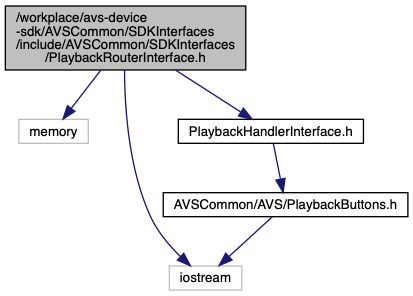 /workplace/avs-device
-sdk/AVSCommon/SDKInterfaces
/include/AVSCommon/SDKInterfaces
/PlaybackRouterInterface.h
memory
PlaybackHandlerInterface.h
AVSCommon/AVS/PlaybackButtons.h
iostream